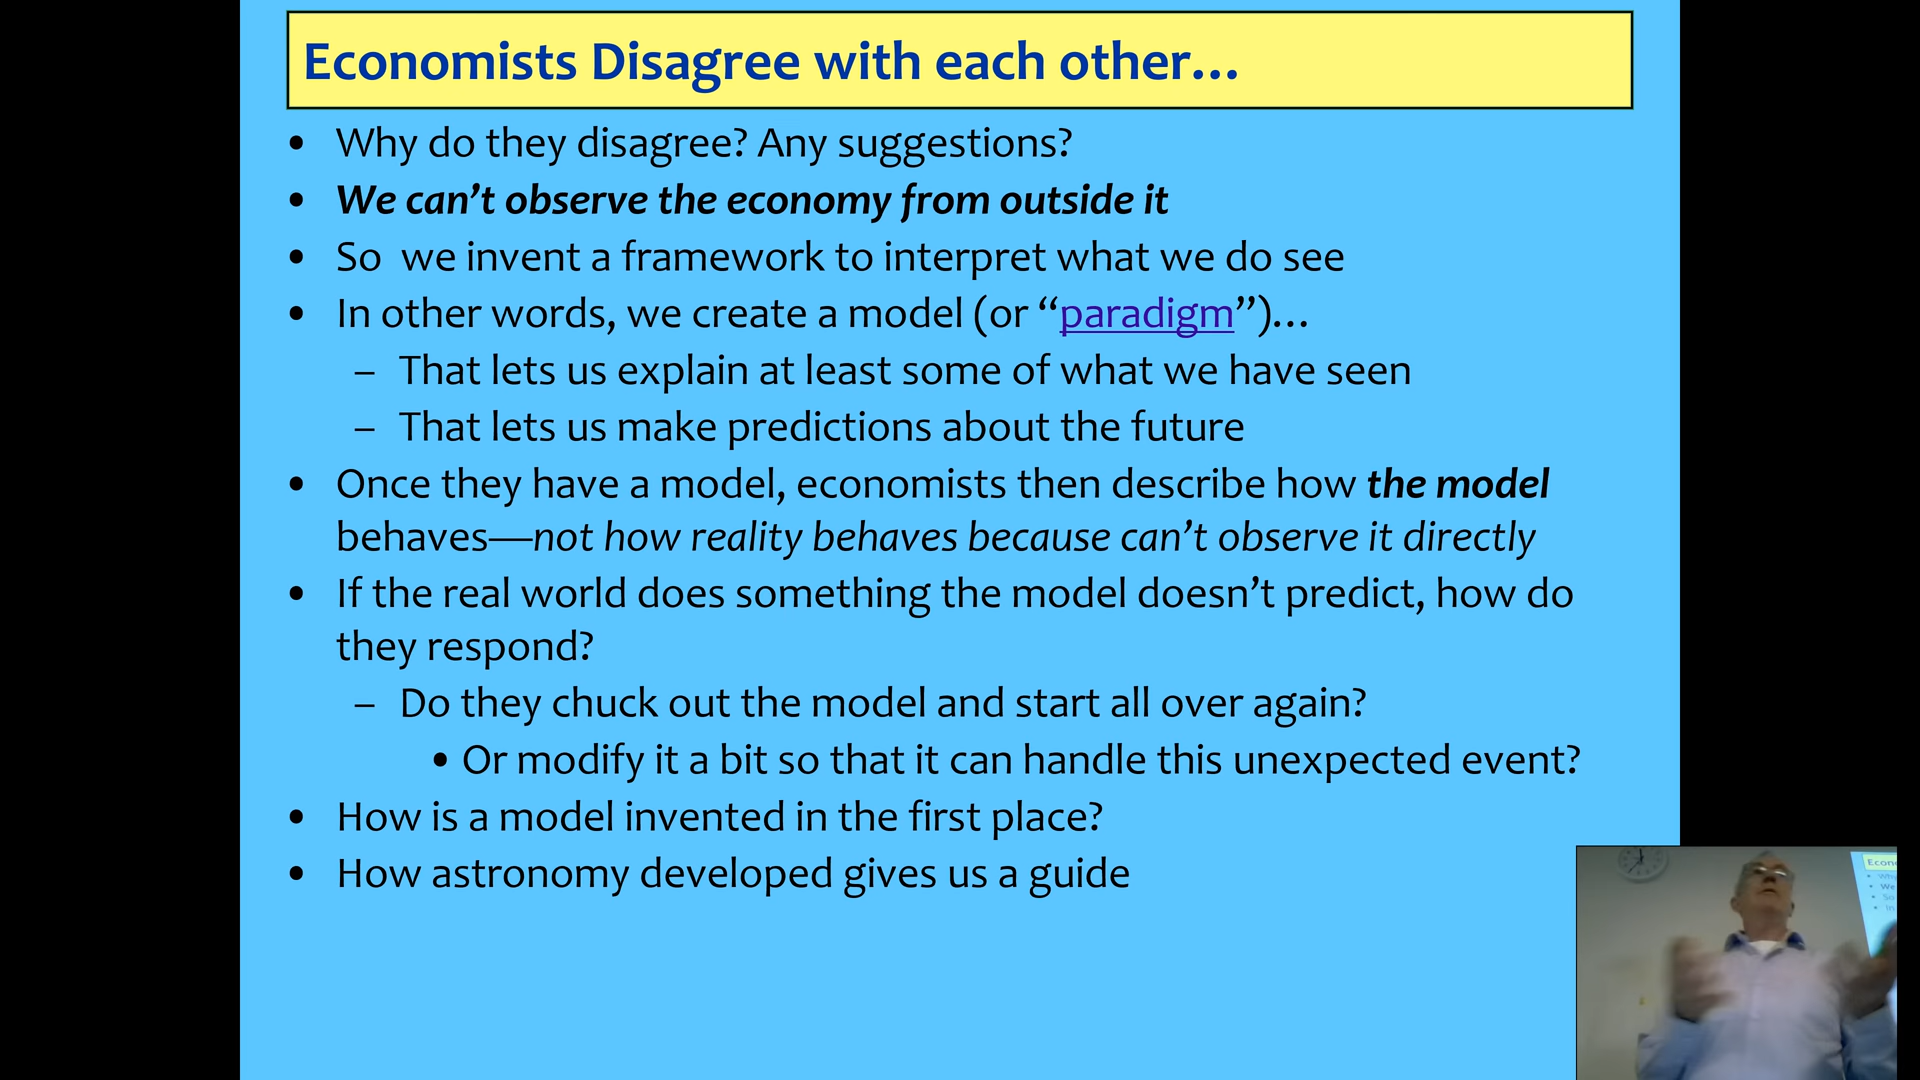 Economists Disagree with each other…
• Why do they disagree? Any suggestions?
• We can’t observe the economy from outside it
• So we invent a framework to interpret what we do see
• In other words, we create a model (or “paradigm”)…
– That lets us explain at least some of what we have seen
– That lets us make predictions about the future
• Once they have a model, economists then describe how the model
behaves—not how reality behaves because can’t observe it directly
• If the real world does something the model doesn’t predict, how do
they respond?
– Do they chuck out the model and start all over again?
• Or modify it a bit so that it can handle this unexpected event?
• How is a model invented in the first place?
• How astronomy developed gives us a guide